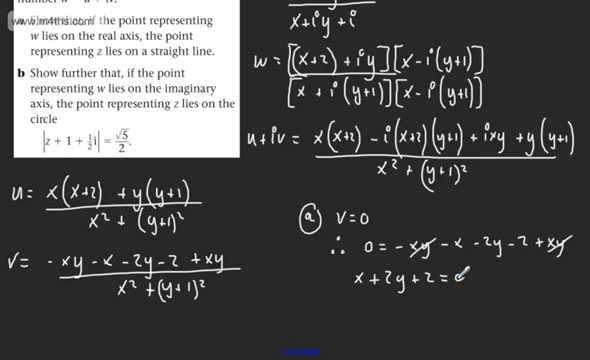 number w = u + iv.
a Show that, if the point representing
w lies on the real axis, the point
representing z lies on a straight line.
b Show further that, if the point
representing w lies on the imaginary
axis, the point representing z lies on the
circle
|z + 1 + ½i| = √5/2.
x + iy + i
w = [(x+2) + iy][x - i(y+1)] / [x + i(y+1)][x - i(y+1)]
u + iv = x(x+2) - i(x+2)(y+1) + ixy + y(y+1) / x² + (y+1)²
u = x(x+2) + y(y+1) / x² + (y+1)²
v = -xy - x - 2y - 2 + xy / x² + (y+1)²
(a) v = 0
∴ 0 = -xy - x - 2y - 2 + xy
x + 2y + 2 = 0